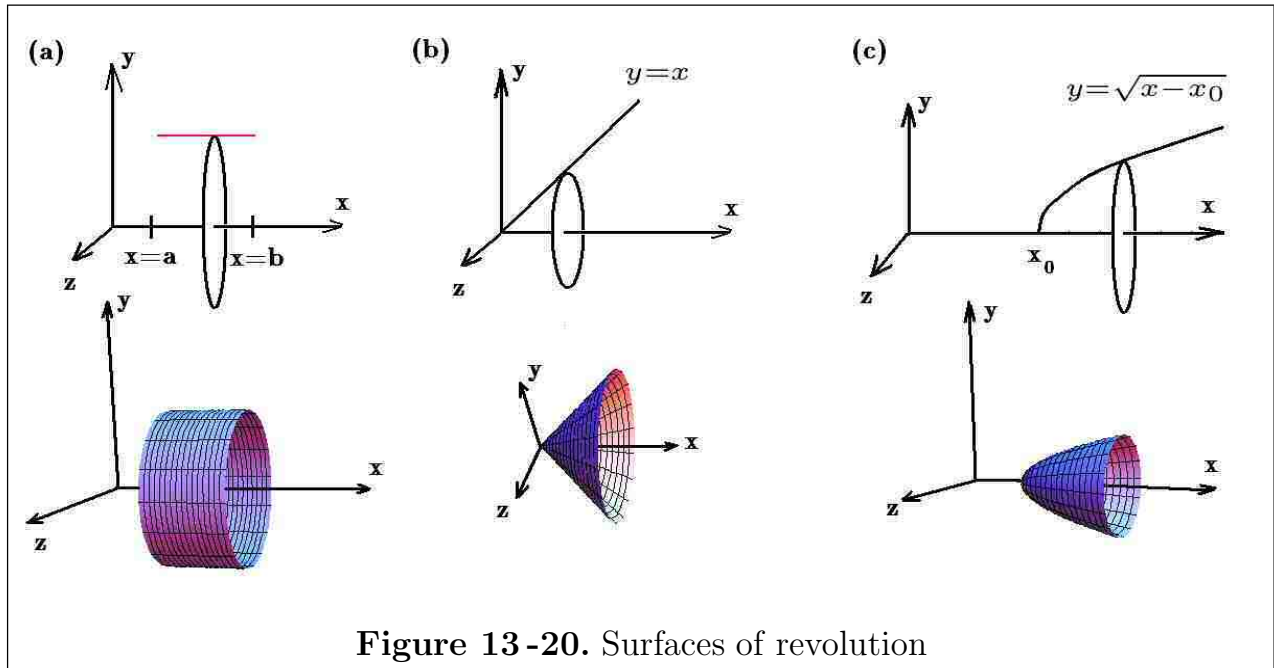 (a)
y
x
x=a
x=b
z
(b)
y
y=x
x
z
(c)
y
y=√x−x₀
x
x₀
z
y
x
z
y
x
z
y
x
z
Figure 13-20. Surfaces of revolution